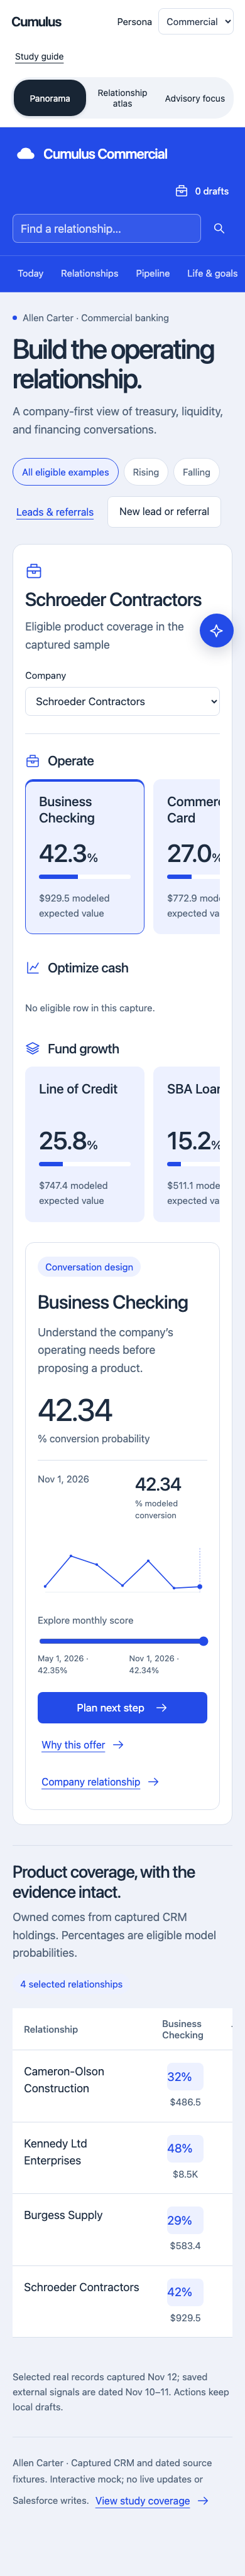 Cumulus
Persona
Commercial
Study guide
Panorama
Relationship
atlas
Advisory focus
Cumulus Commercial
0 drafts
Find a relationship...
Today
Relationships
Pipeline
Life & goals
Allen Carter · Commercial banking
Build the operating
relationship.
A company-first view of treasury, liquidity,
and financing conversations.
All eligible examples
Rising
Falling
Leads & referrals
New lead or referral
Schroeder Contractors
Eligible product coverage in the
captured sample
Company
Schroeder Contractors
Operate
Business
Checking
42.3%
$929.5 modeled
expected value
Commerc
Card
27.0%
$772.9 mode
expected va
Optimize cash
No eligible row in this capture.
Fund growth
Line of Credit
25.8%
$747.4 modeled
expected value
SBA Loan
15.2%
$511.1 mode
expected va
Conversation design
Business Checking
Understand the company's
operating needs before
proposing a product.
42.34
% conversion probability
Nov 1, 2026
42.34
% modeled
conversion
Explore monthly score
May 1, 2026 ·
42.35%
Nov 1, 2026 ·
42.34%
Plan next step
Why this offer
Company relationship
Product coverage, with the
evidence intact.
Owned comes from captured CRM
holdings. Percentages are eligible model
probabilities.
4 selected relationships
Relationship
Business
Checking
Cameron-Olson
Construction
32%
$486.5
Kennedy Ltd
Enterprises
48%
$8.5K
Burgess Supply
29%
$583.4
Schroeder Contractors
42%
$929.5
Selected real records captured Nov 12; saved
external signals are dated Nov 10–11. Actions keep
local drafts.
Allen Carter · Captured CRM and dated source
fixtures. Interactive mock; no live updates or
Salesforce writes. View study coverage